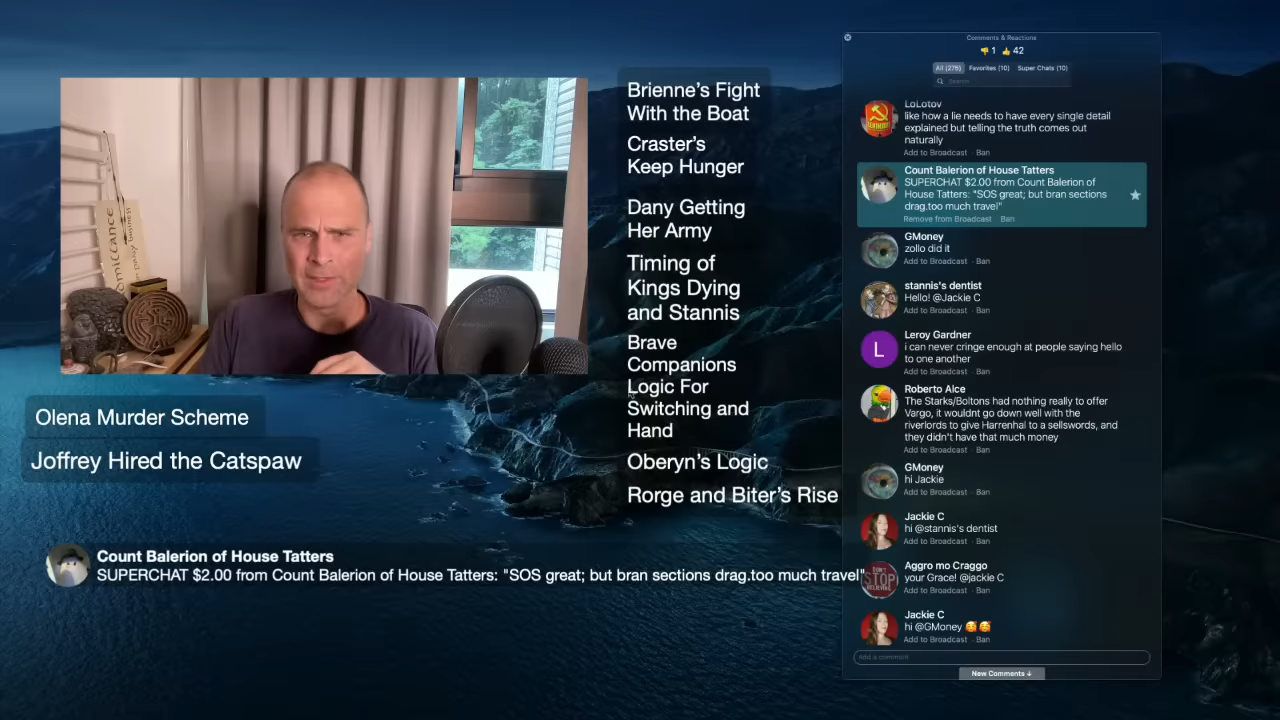 Brienne's Fight
With the Boat
Craster's
Keep Hunger
Dany Getting
Her Army
Timing of
Kings Dying
and Stannis
Brave
Companions
Logic For
Switching and
Hand
Oberyn's Logic
Rorge and Biter's Rise
Olena Murder Scheme
Joffrey Hired the Catspaw
Count Balerion of House Tatters
SUPERCHAT $2.00 from Count Balerion of House Tatters: "SOS great; but bran sections drag.too much travel"
Comments & Reactions
👎 1 👍 42
All (275) Favorites (10) Super Chats (10)
Search
LoLotov
like how a lie needs to have every single detail
explained but telling the truth comes out
naturally
Add to Broadcast · Ban
Count Balerion of House Tatters
SUPERCHAT $2.00 from Count Balerion of
House Tatters: "SOS great; but bran sections
drag.too much travel"
Remove from Broadcast · Ban
GMoney
zollo did it
Add to Broadcast · Ban
stannis's dentist
Hello! @Jackie C
Add to Broadcast · Ban
L
Leroy Gardner
i can never cringe enough at people saying hello
to one another
Add to Broadcast · Ban
Roberto Alce
The Starks/Boltons had nothing really to offer
Vargo, it wouldnt go down well with the
riverlords to give Harrenhal to a sellswords, and
they didn't have that much money
Add to Broadcast · Ban
GMoney
hi Jackie
Add to Broadcast · Ban
Jackie C
hi @stannis's dentist
Add to Broadcast · Ban
DON'T
STOP
BELIEVING
Aggro mo Craggo
your Grace! @jackie C
Add to Broadcast · Ban
Jackie C
hi @GMoney 🥰🥰
Add to Broadcast · Ban
Add a comment
New Comments ↓